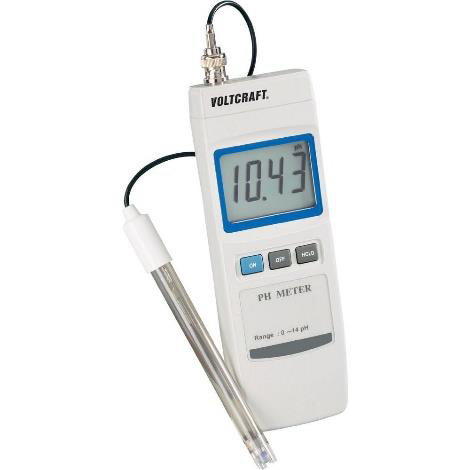 VOLTCRAFT®
pH
10.43
ON OFF HOLD
PH METER
Range : 0 ~14 pH